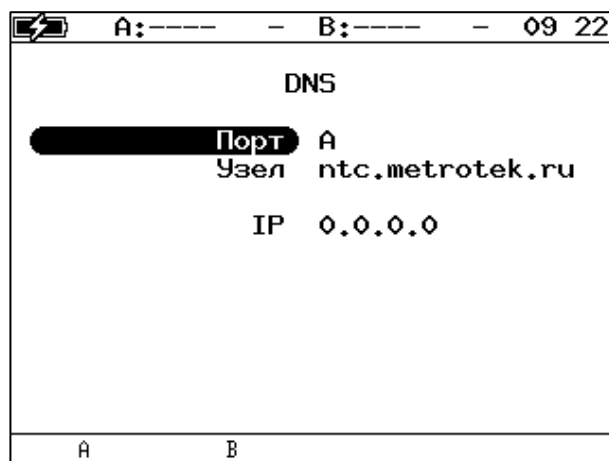 A:---- - B:---- - 09 22
DNS
Порт A
Узел ntc.metrotek.ru
IP 0.0.0.0
A B